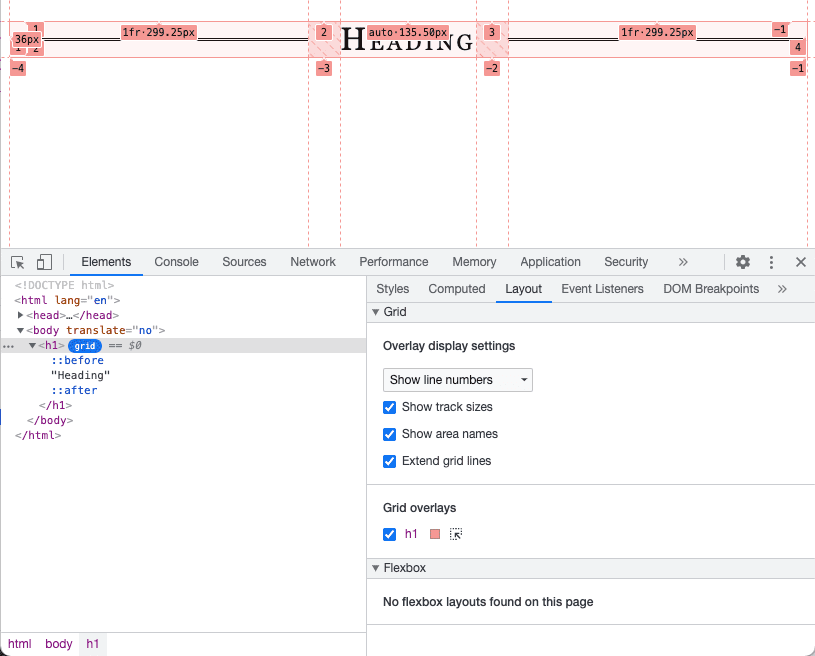 1
1fr·299.25px
2
HEADING
auto·135.50px
3
1fr·299.25px
−1
36px
1
2
4
−4
−3
−2
−1
Elements
Console
Sources
Network
Performance
Memory
Application
Security
»
<!DOCTYPE html>
<html lang="en">
<head>…</head>
<body translate="no">
<h1> grid == $0
::before
"Heading"
::after
</h1>
</body>
</html>
html body h1
Styles
Computed
Layout
Event Listeners
DOM Breakpoints
»
Grid
Overlay display settings
Show line numbers
Show track sizes
Show area names
Extend grid lines
Grid overlays
h1
Flexbox
No flexbox layouts found on this page